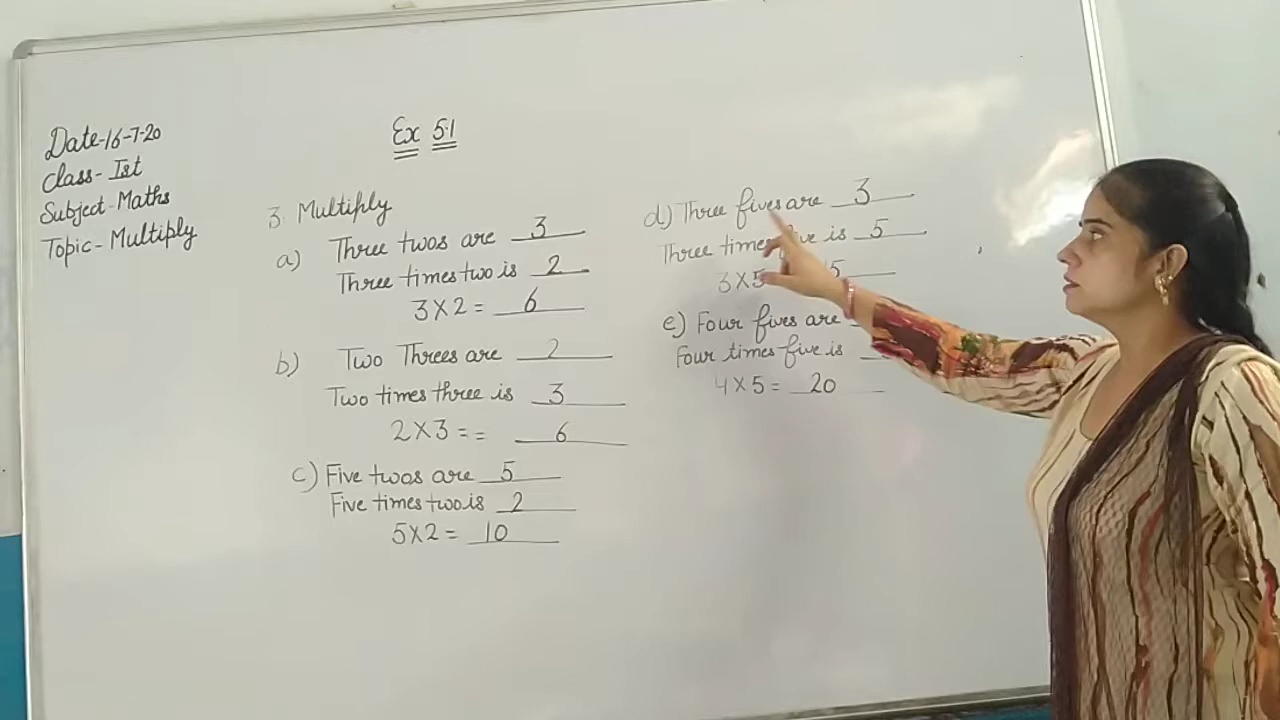 Date-16-7-20
Class- Ist
Subject-Maths
Topic- Multiply
Ex 5.1
3. Multiply
a) Three twos are 3
Three times two is 2
3 X 2 = 6
b) Two Threes are 2
Two times three is 3
2 X 3 = = 6
c) Five twos are 5
Five times two is 2
5 X 2 = 10
d) Three fives are 3
Three times five is 5
3 X 5
e) Four fives are
Four times five is
4 X 5 = 20